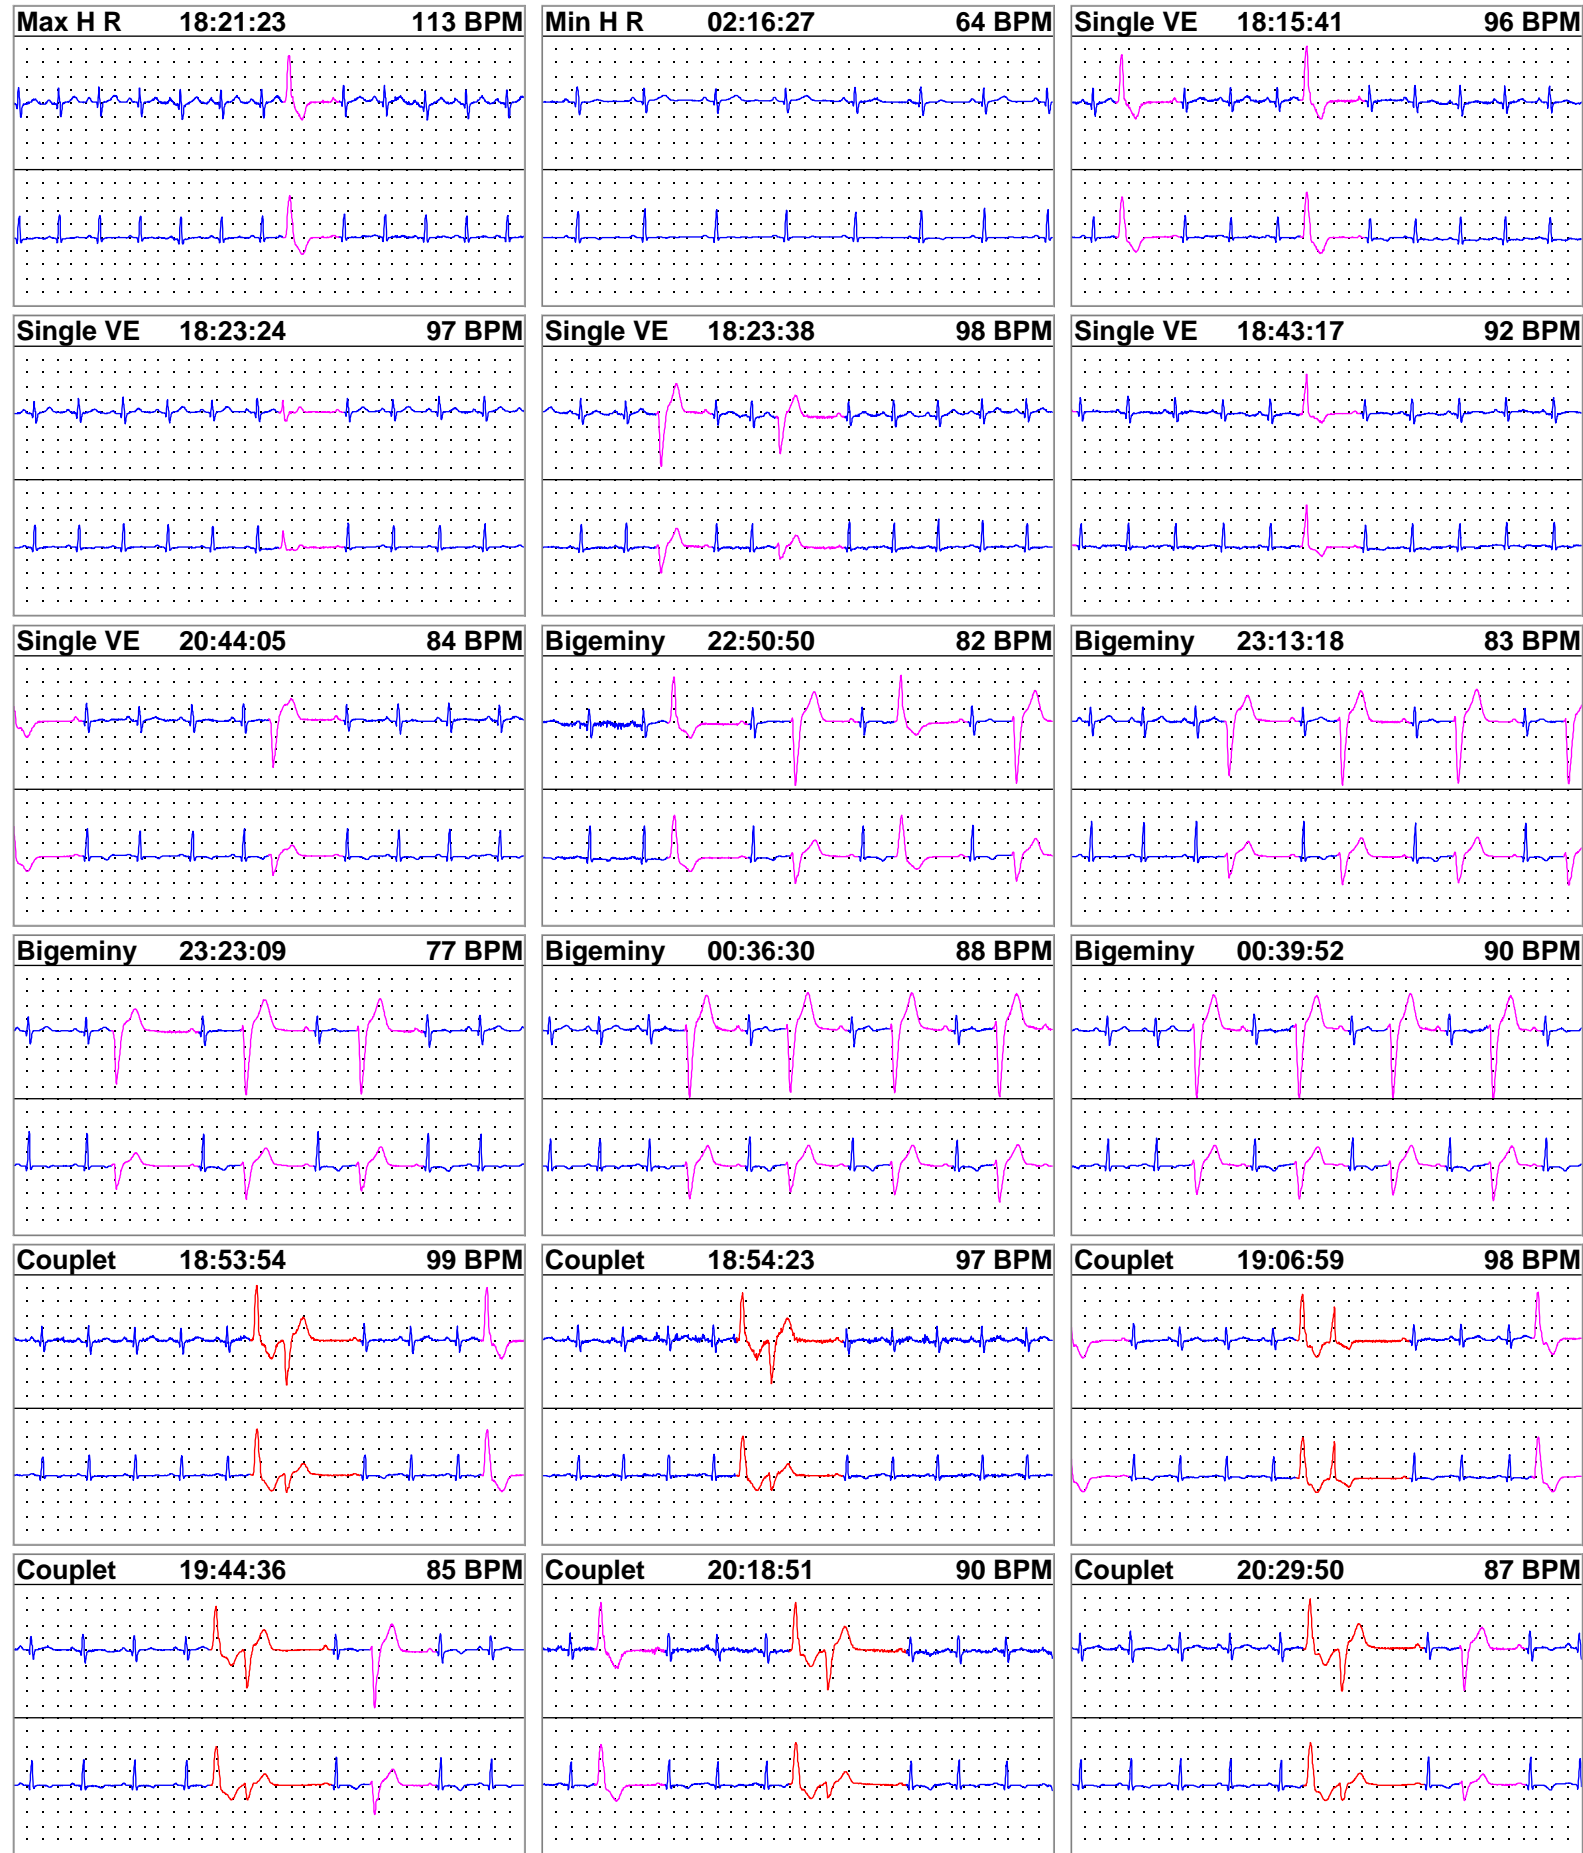 Max H R 18:21:23 113 BPM
Min H R 02:16:27 64 BPM
Single VE 18:15:41 96 BPM
Single VE 18:23:24 97 BPM
Single VE 18:23:38 98 BPM
Single VE 18:43:17 92 BPM
Single VE 20:44:05 84 BPM
Bigeminy 22:50:50 82 BPM
Bigeminy 23:13:18 83 BPM
Bigeminy 23:23:09 77 BPM
Bigeminy 00:36:30 88 BPM
Bigeminy 00:39:52 90 BPM
Couplet 18:53:54 99 BPM
Couplet 18:54:23 97 BPM
Couplet 19:06:59 98 BPM
Couplet 19:44:36 85 BPM
Couplet 20:18:51 90 BPM
Couplet 20:29:50 87 BPM